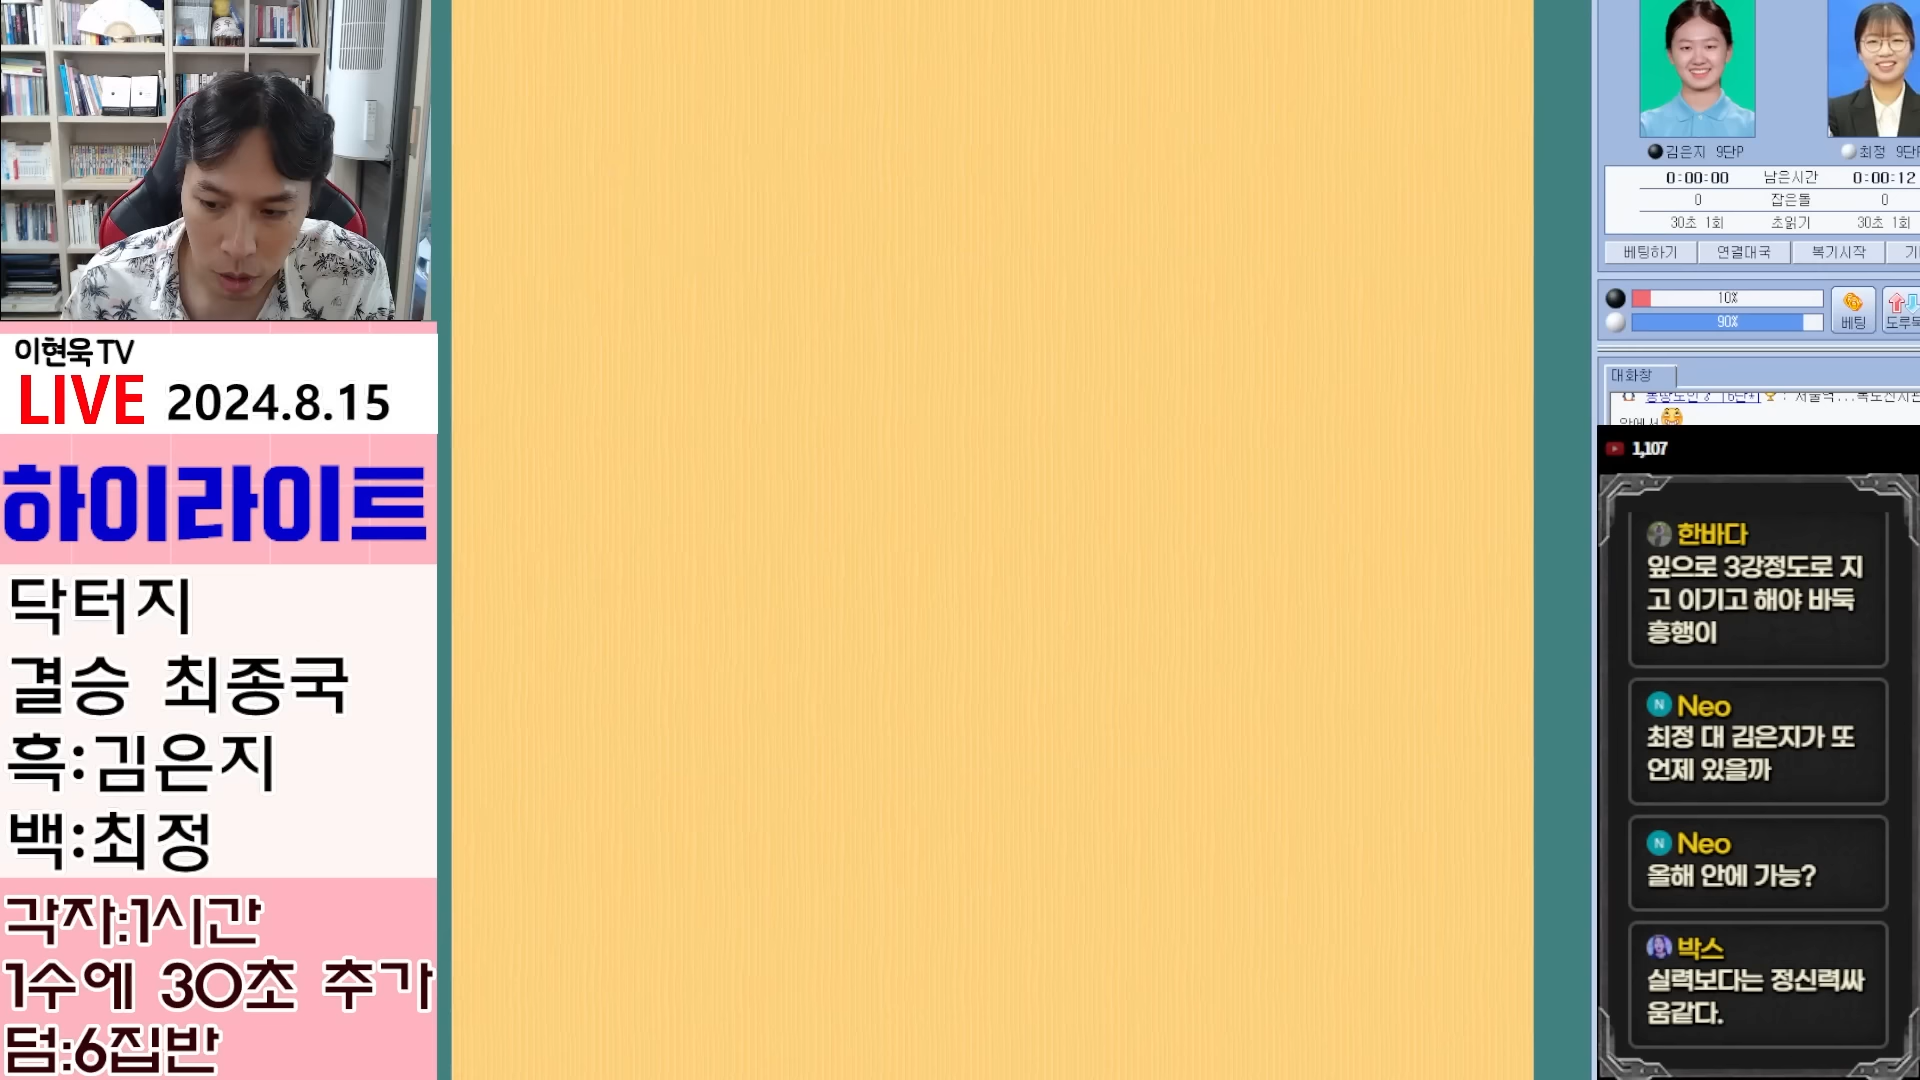 이현욱TV
LIVE 2024.8.15
하이라이트
닥터지
결승 최종국
흑:김은지
백:최정
각자:1시간
1수에 30초 추가
덤:6집반
김은지 9단P
최정 9단P
0:00:00 남은시간 0:00:12
0 잡은돌 0
30초 1회 초읽기 30초 1회
베팅하기 연결대국 복기시작
10%
90%
베팅
대화창
1,107
한바다
잎으로 3강정도로 지
고 이기고 해야 바둑
흥행이
Neo
최정 대 김은지가 또
언제 있을까
Neo
올해 안에 가능?
박스
실력보다는 정신력싸
움같다.